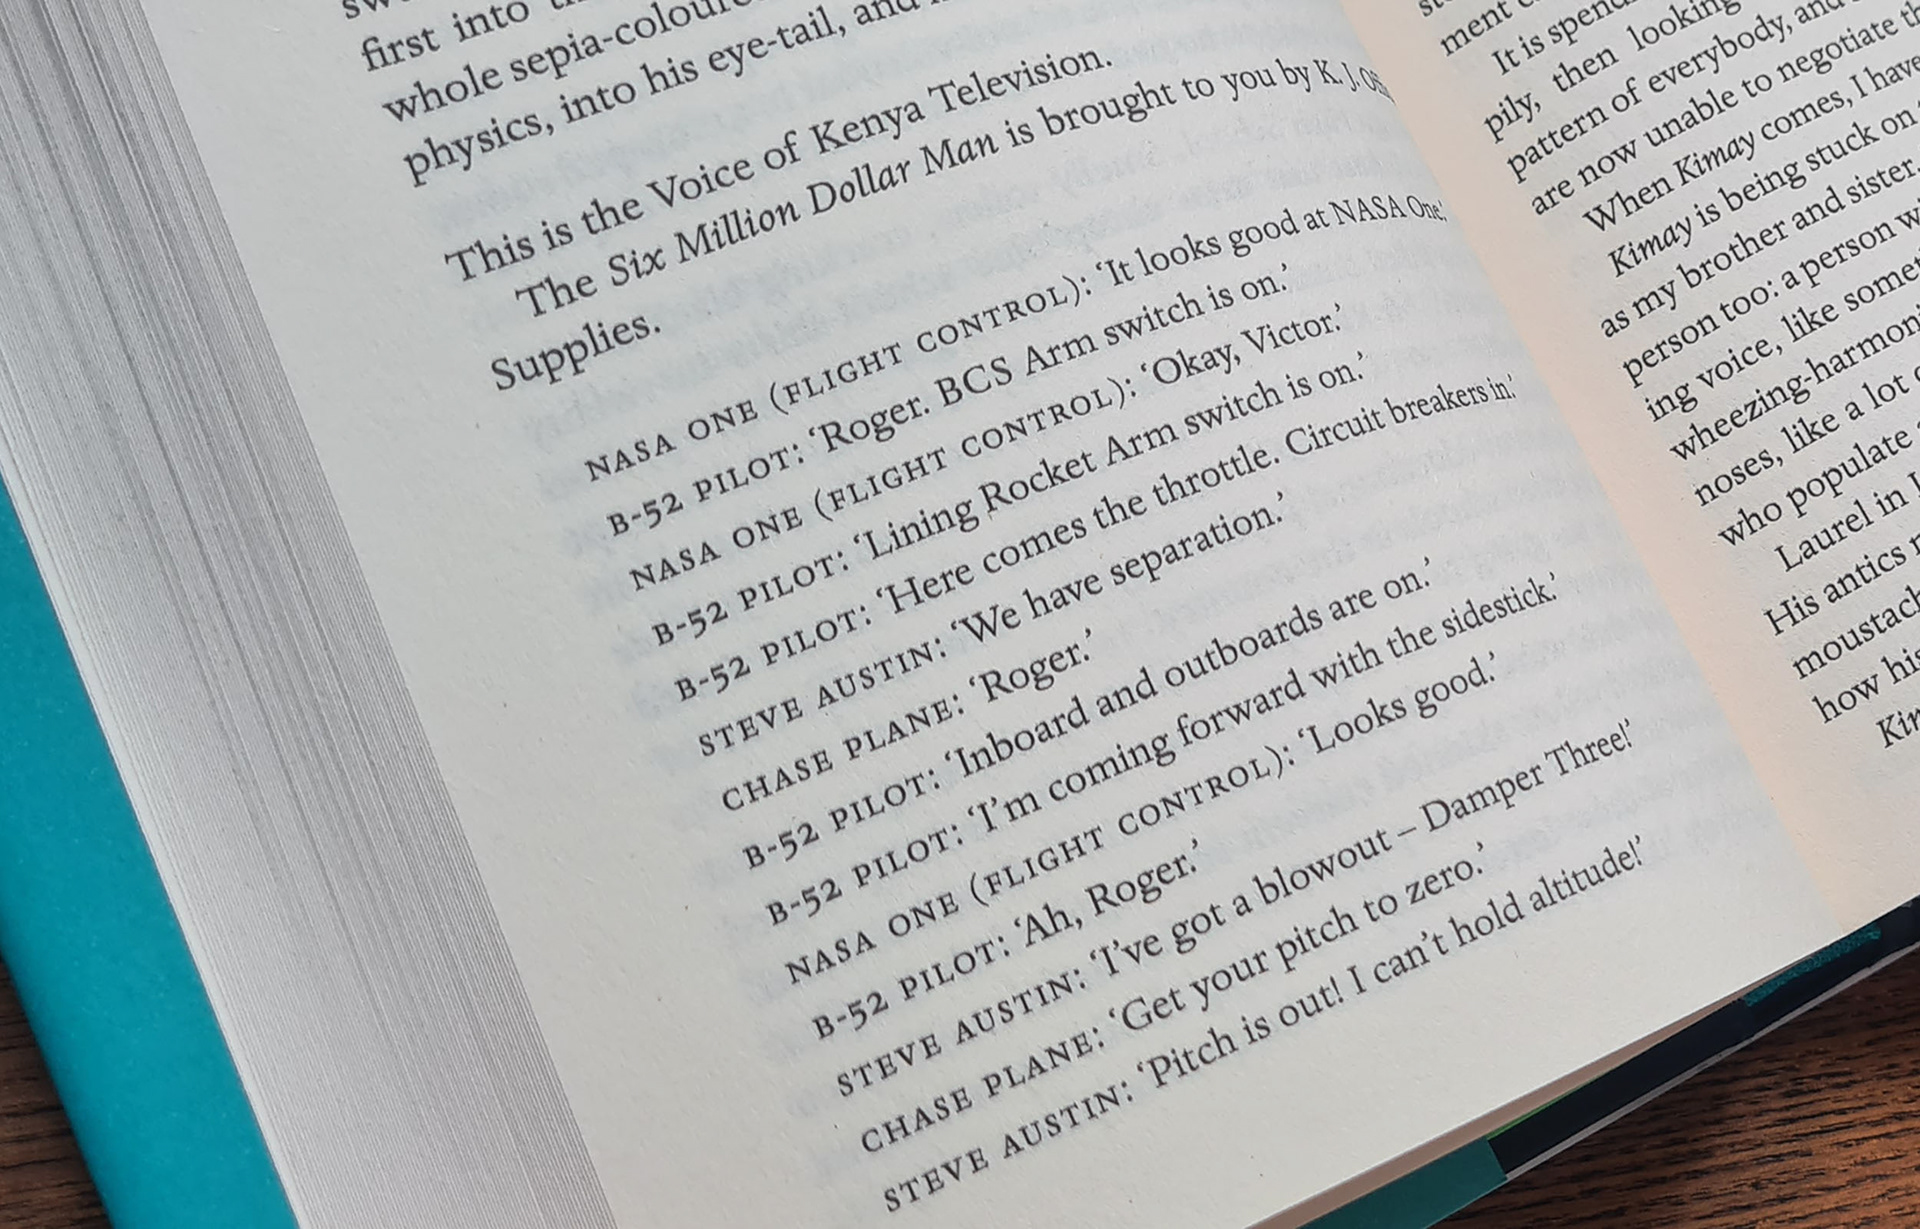 first into
whole sepia-coloure
physics, into his eye-tail, and
This is the Voice of Kenya Television.
The Six Million Dollar Man is brought to you by K. J.
Supplies.
NASA ONE (FLIGHT CONTROL): ‘It looks good at NASA One.’
B-52 PILOT: ‘Roger. BCS Arm switch is on.’
NASA ONE (FLIGHT CONTROL): ‘Okay, Victor.’
B-52 PILOT: ‘Lining Rocket Arm switch is on.’
B-52 PILOT: ‘Here comes the throttle. Circuit breakers in.’
STEVE AUSTIN: ‘We have separation.’
CHASE PLANE: ‘Roger.’
B-52 PILOT: ‘Inboard and outboards are on.’
B-52 PILOT: ‘I’m coming forward with the sidestick.’
NASA ONE (FLIGHT CONTROL): ‘Looks good.’
B-52 PILOT: ‘Ah, Roger.’
STEVE AUSTIN: ‘I’ve got a blowout – Damper Three!’
CHASE PLANE: ‘Get your pitch to zero.’
STEVE AUSTIN: ‘Pitch is out! I can’t hold altitude!’
ment
It is spend
pily, then looking
pattern of everybody, and
are now unable to negotiate th
When Kimay comes, I have
Kimay is being stuck on
as my brother and sister.
person too: a person w
ing voice, like somet
wheezing-harmoni
noses, like a lot
who populate
Laurel in
His antics
moustach
how his
Kim